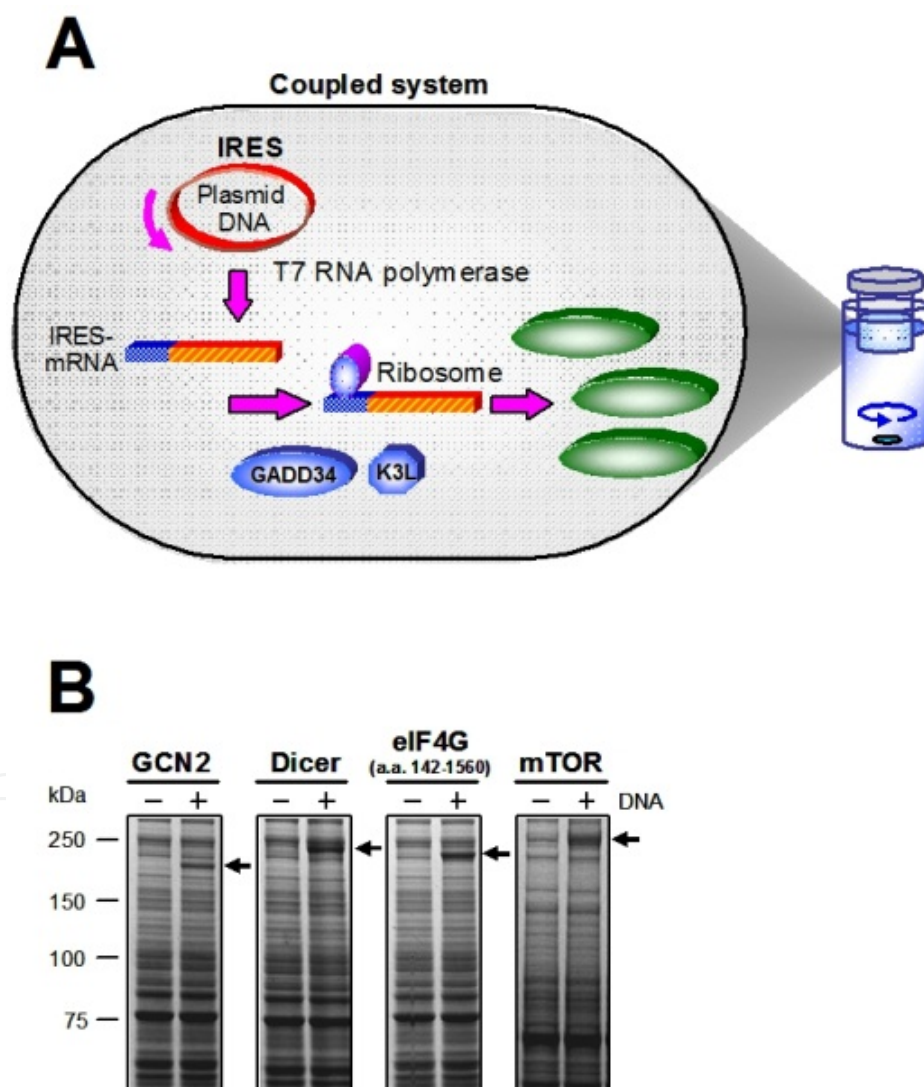 A
Coupled system
IRES
Plasmid
DNA
T7 RNA polymerase
IRES-
mRNA
Ribosome
GADD34
K3L
B
GCN2
Dicer
eIF4G
(a.a. 142-1560)
mTOR
kDa
− + − + − + − + DNA
250
150
100
75